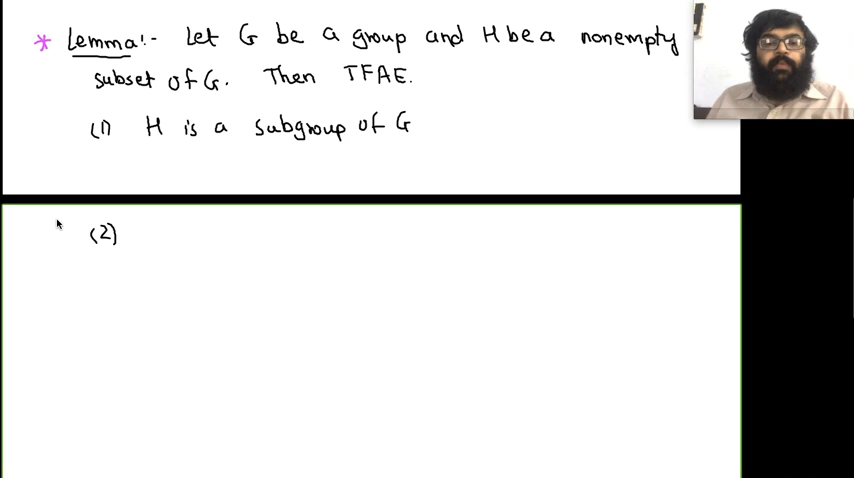 * Lemma:- Let G be a group and H be a nonempty
subset of G. Then TFAE.
(1) H is a subgroup of G
(2)